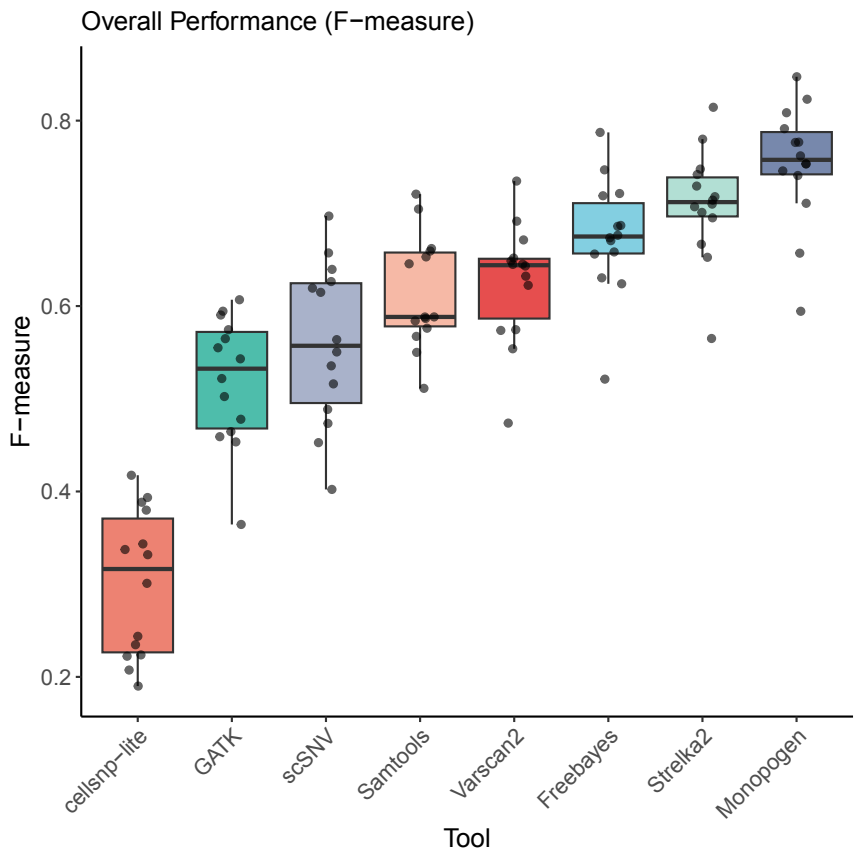 Overall Performance (F−measure)
F−measure
0.8
0.6
0.4
0.2
cellsnp−lite
GATK
scSNV
Samtools
Varscan2
Freebayes
Strelka2
Monopogen
Tool